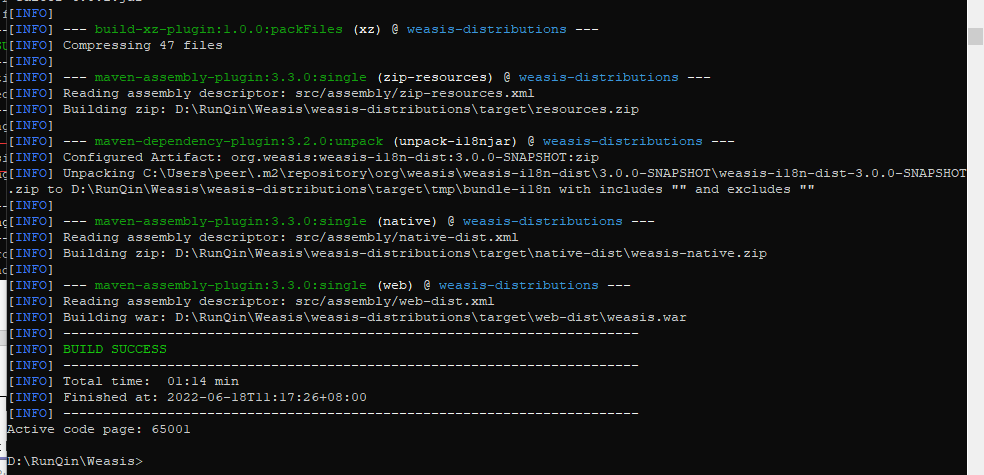 [INFO]
[INFO] --- build-xz-plugin:1.0.0:packFiles (xz) @ weasis-distributions ---
[INFO] Compressing 47 files
[INFO]
[INFO] --- maven-assembly-plugin:3.3.0:single (zip-resources) @ weasis-distributions ---
[INFO] Reading assembly descriptor: src/assembly/zip-resources.xml
[INFO] Building zip: D:\RunQin\Weasis\weasis-distributions\target\resources.zip
[INFO]
[INFO] --- maven-dependency-plugin:3.2.0:unpack (unpack-i18njar) @ weasis-distributions ---
[INFO] Configured Artifact: org.weasis:weasis-i18n-dist:3.0.0-SNAPSHOT:zip
[INFO] Unpacking C:\Users\peer\.m2\repository\org\weasis\weasis-i18n-dist\3.0.0-SNAPSHOT\weasis-i18n-dist-3.0.0-SNAPSHOT
.zip to D:\RunQin\Weasis\weasis-distributions\target\tmp\bundle-i18n with includes "" and excludes ""
[INFO]
[INFO] --- maven-assembly-plugin:3.3.0:single (native) @ weasis-distributions ---
[INFO] Reading assembly descriptor: src/assembly/native-dist.xml
[INFO] Building zip: D:\RunQin\Weasis\weasis-distributions\target\native-dist\weasis-native.zip
[INFO]
[INFO] --- maven-assembly-plugin:3.3.0:single (web) @ weasis-distributions ---
[INFO] Reading assembly descriptor: src/assembly/web-dist.xml
[INFO] Building war: D:\RunQin\Weasis\weasis-distributions\target\web-dist\weasis.war
[INFO] ------------------------------------------------------------------------
[INFO] BUILD SUCCESS
[INFO] ------------------------------------------------------------------------
[INFO] Total time:  01:14 min
[INFO] Finished at: 2022-06-18T11:17:26+08:00
[INFO] ------------------------------------------------------------------------
Active code page: 65001
D:\RunQin\Weasis>